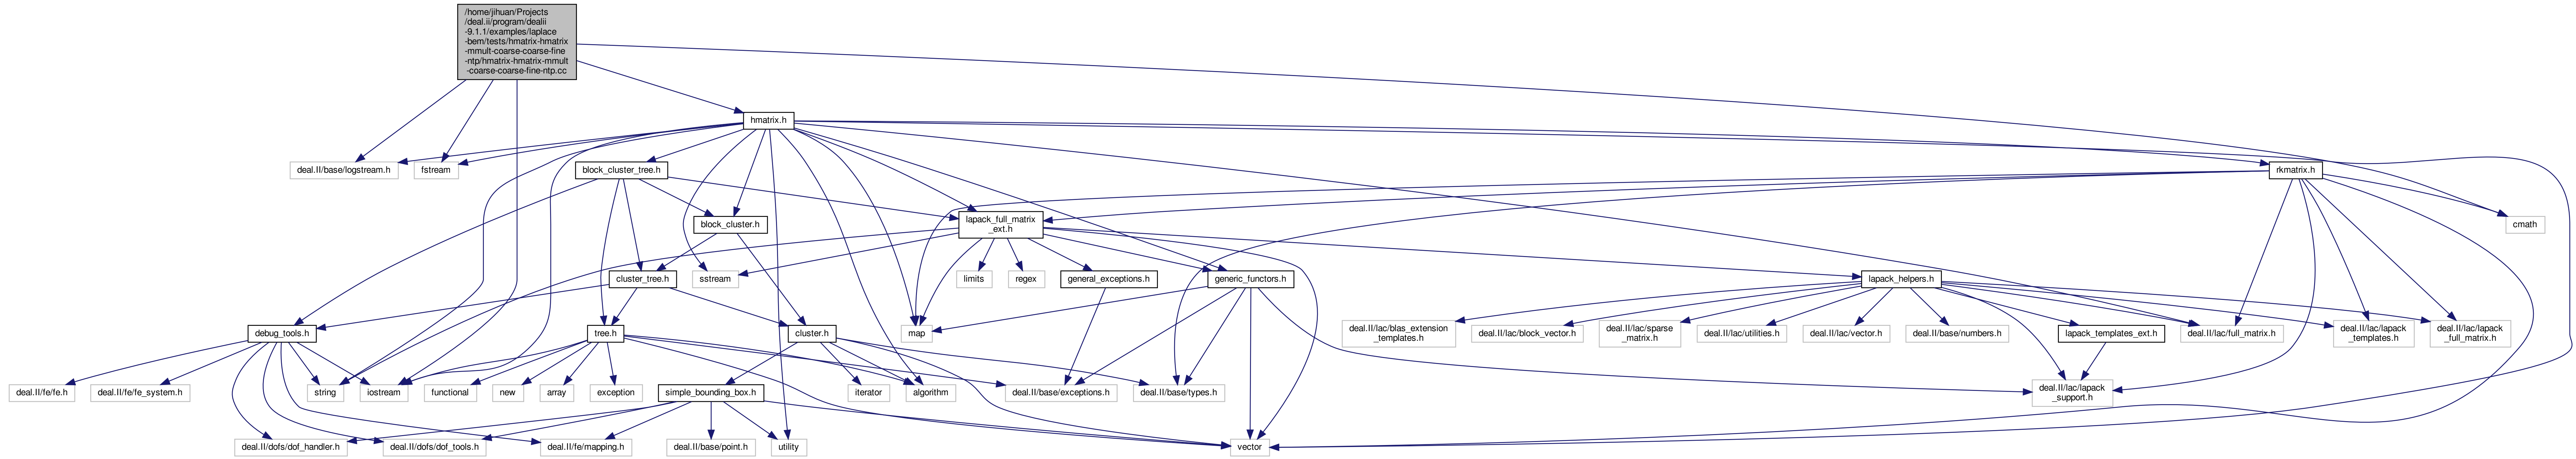 /home/jihuan/Projects
/deal.ii/program/dealii
-9.1.1/examples/laplace
-bem/tests/hmatrix-hmatrix
-mmult-coarse-coarse-fine
-ntp/hmatrix-hmatrix-mmult
-coarse-coarse-fine-ntp.cc
hmatrix.h
deal.II/base/logstream.h
fstream
block_cluster_tree.h
rkmatrix.h
block_cluster.h
lapack_full_matrix
_ext.h
cmath
cluster_tree.h
sstream
limits
regex
general_exceptions.h
generic_functors.h
lapack_helpers.h
debug_tools.h
tree.h
cluster.h
map
deal.II/lac/blas_extension
_templates.h
deal.II/lac/block_vector.h
deal.II/lac/sparse
_matrix.h
deal.II/lac/utilities.h
deal.II/lac/vector.h
deal.II/base/numbers.h
lapack_templates_ext.h
deal.II/lac/full_matrix.h
deal.II/lac/lapack
_templates.h
deal.II/lac/lapack
_full_matrix.h
deal.II/fe/fe.h
deal.II/fe/fe_system.h
string
iostream
functional
new
array
exception
simple_bounding_box.h
iterator
algorithm
deal.II/base/exceptions.h
deal.II/base/types.h
deal.II/lac/lapack
_support.h
deal.II/dofs/dof_handler.h
deal.II/dofs/dof_tools.h
deal.II/fe/mapping.h
deal.II/base/point.h
utility
vector